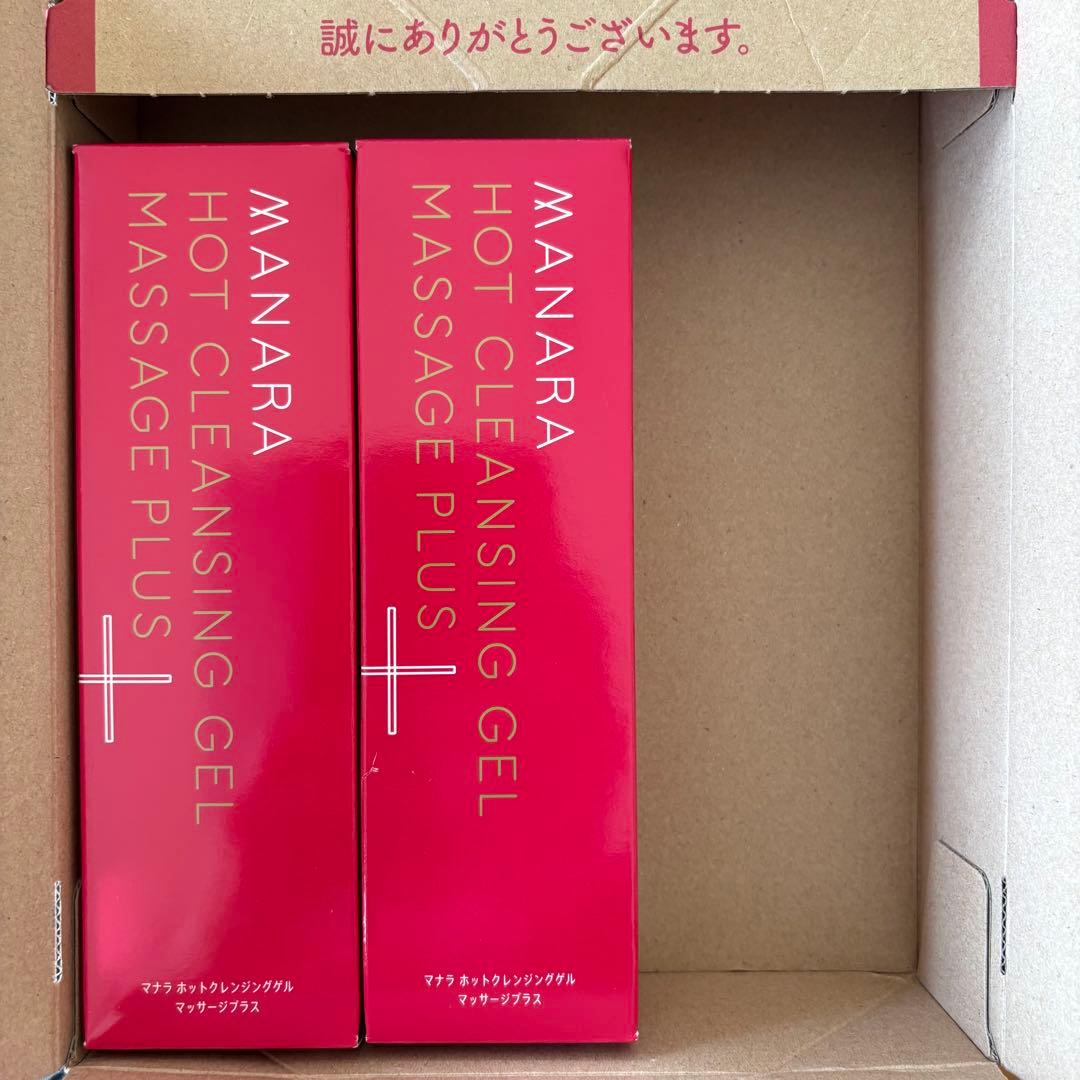 誠にありがとうございます。
MANARA
HOT CLEANSING GEL
MASSAGE PLUS
マナラ ホットクレンジングゲル
マッサージプラス
MANARA
HOT CLEANSING GEL
MASSAGE PLUS
マナラ ホットクレンジングゲル
マッサージプラス